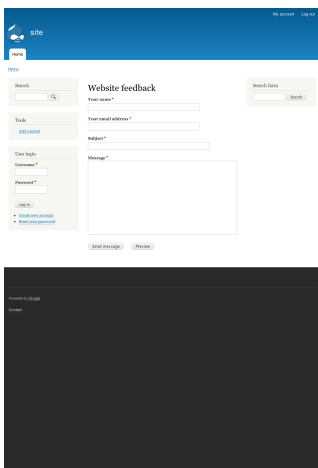 My account Log out
site
Home
Home
Search
Tools
Add content
User login
Username *
Password *
Log in
Create new account
Reset your password
Website feedback
Your name *
Your email address *
Subject *
Message *
Send message Preview
Search form
Search
Powered by Drupal
Contact